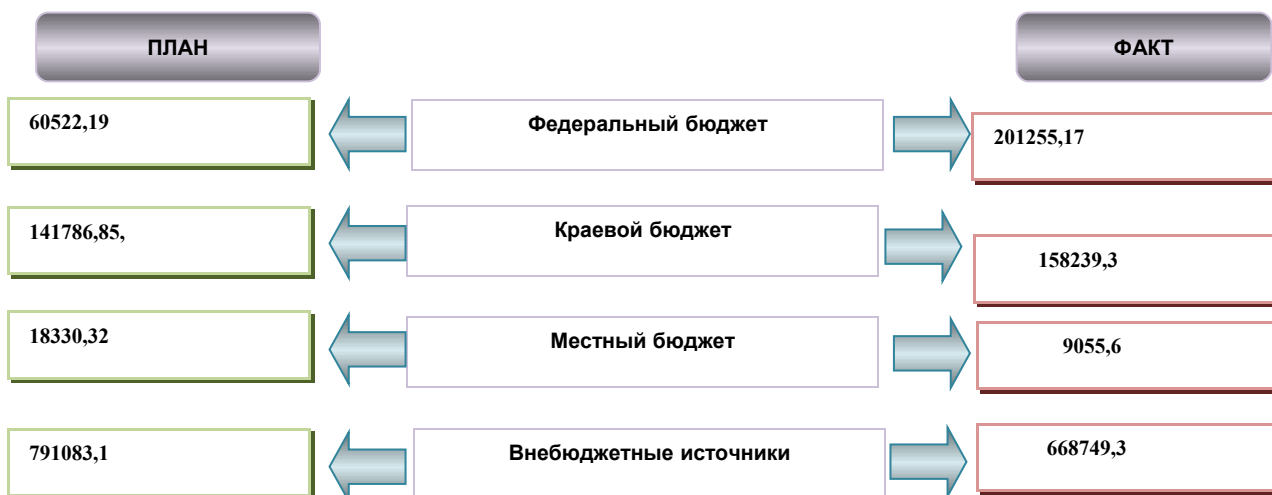 ПЛАН
ФАКТ
60522,19
Федеральный бюджет
201255,17
141786,85,
Краевой бюджет
158239,3
18330,32
Местный бюджет
9055,6
791083,1
Внебюджетные источники
668749,3